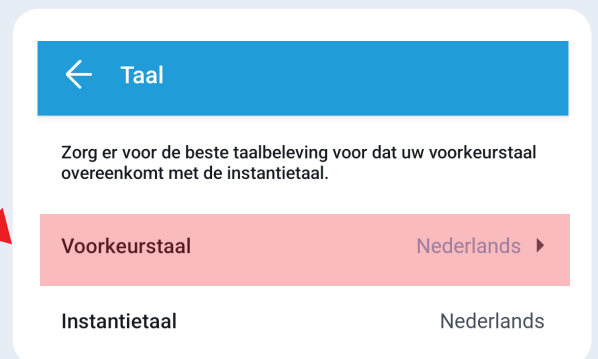 Taal
Zorg er voor de beste taalbeleving voor dat uw voorkeurstaal
overeenkomt met de instantietaal.
Voorkeurstaal Nederlands
Instantietaal Nederlands